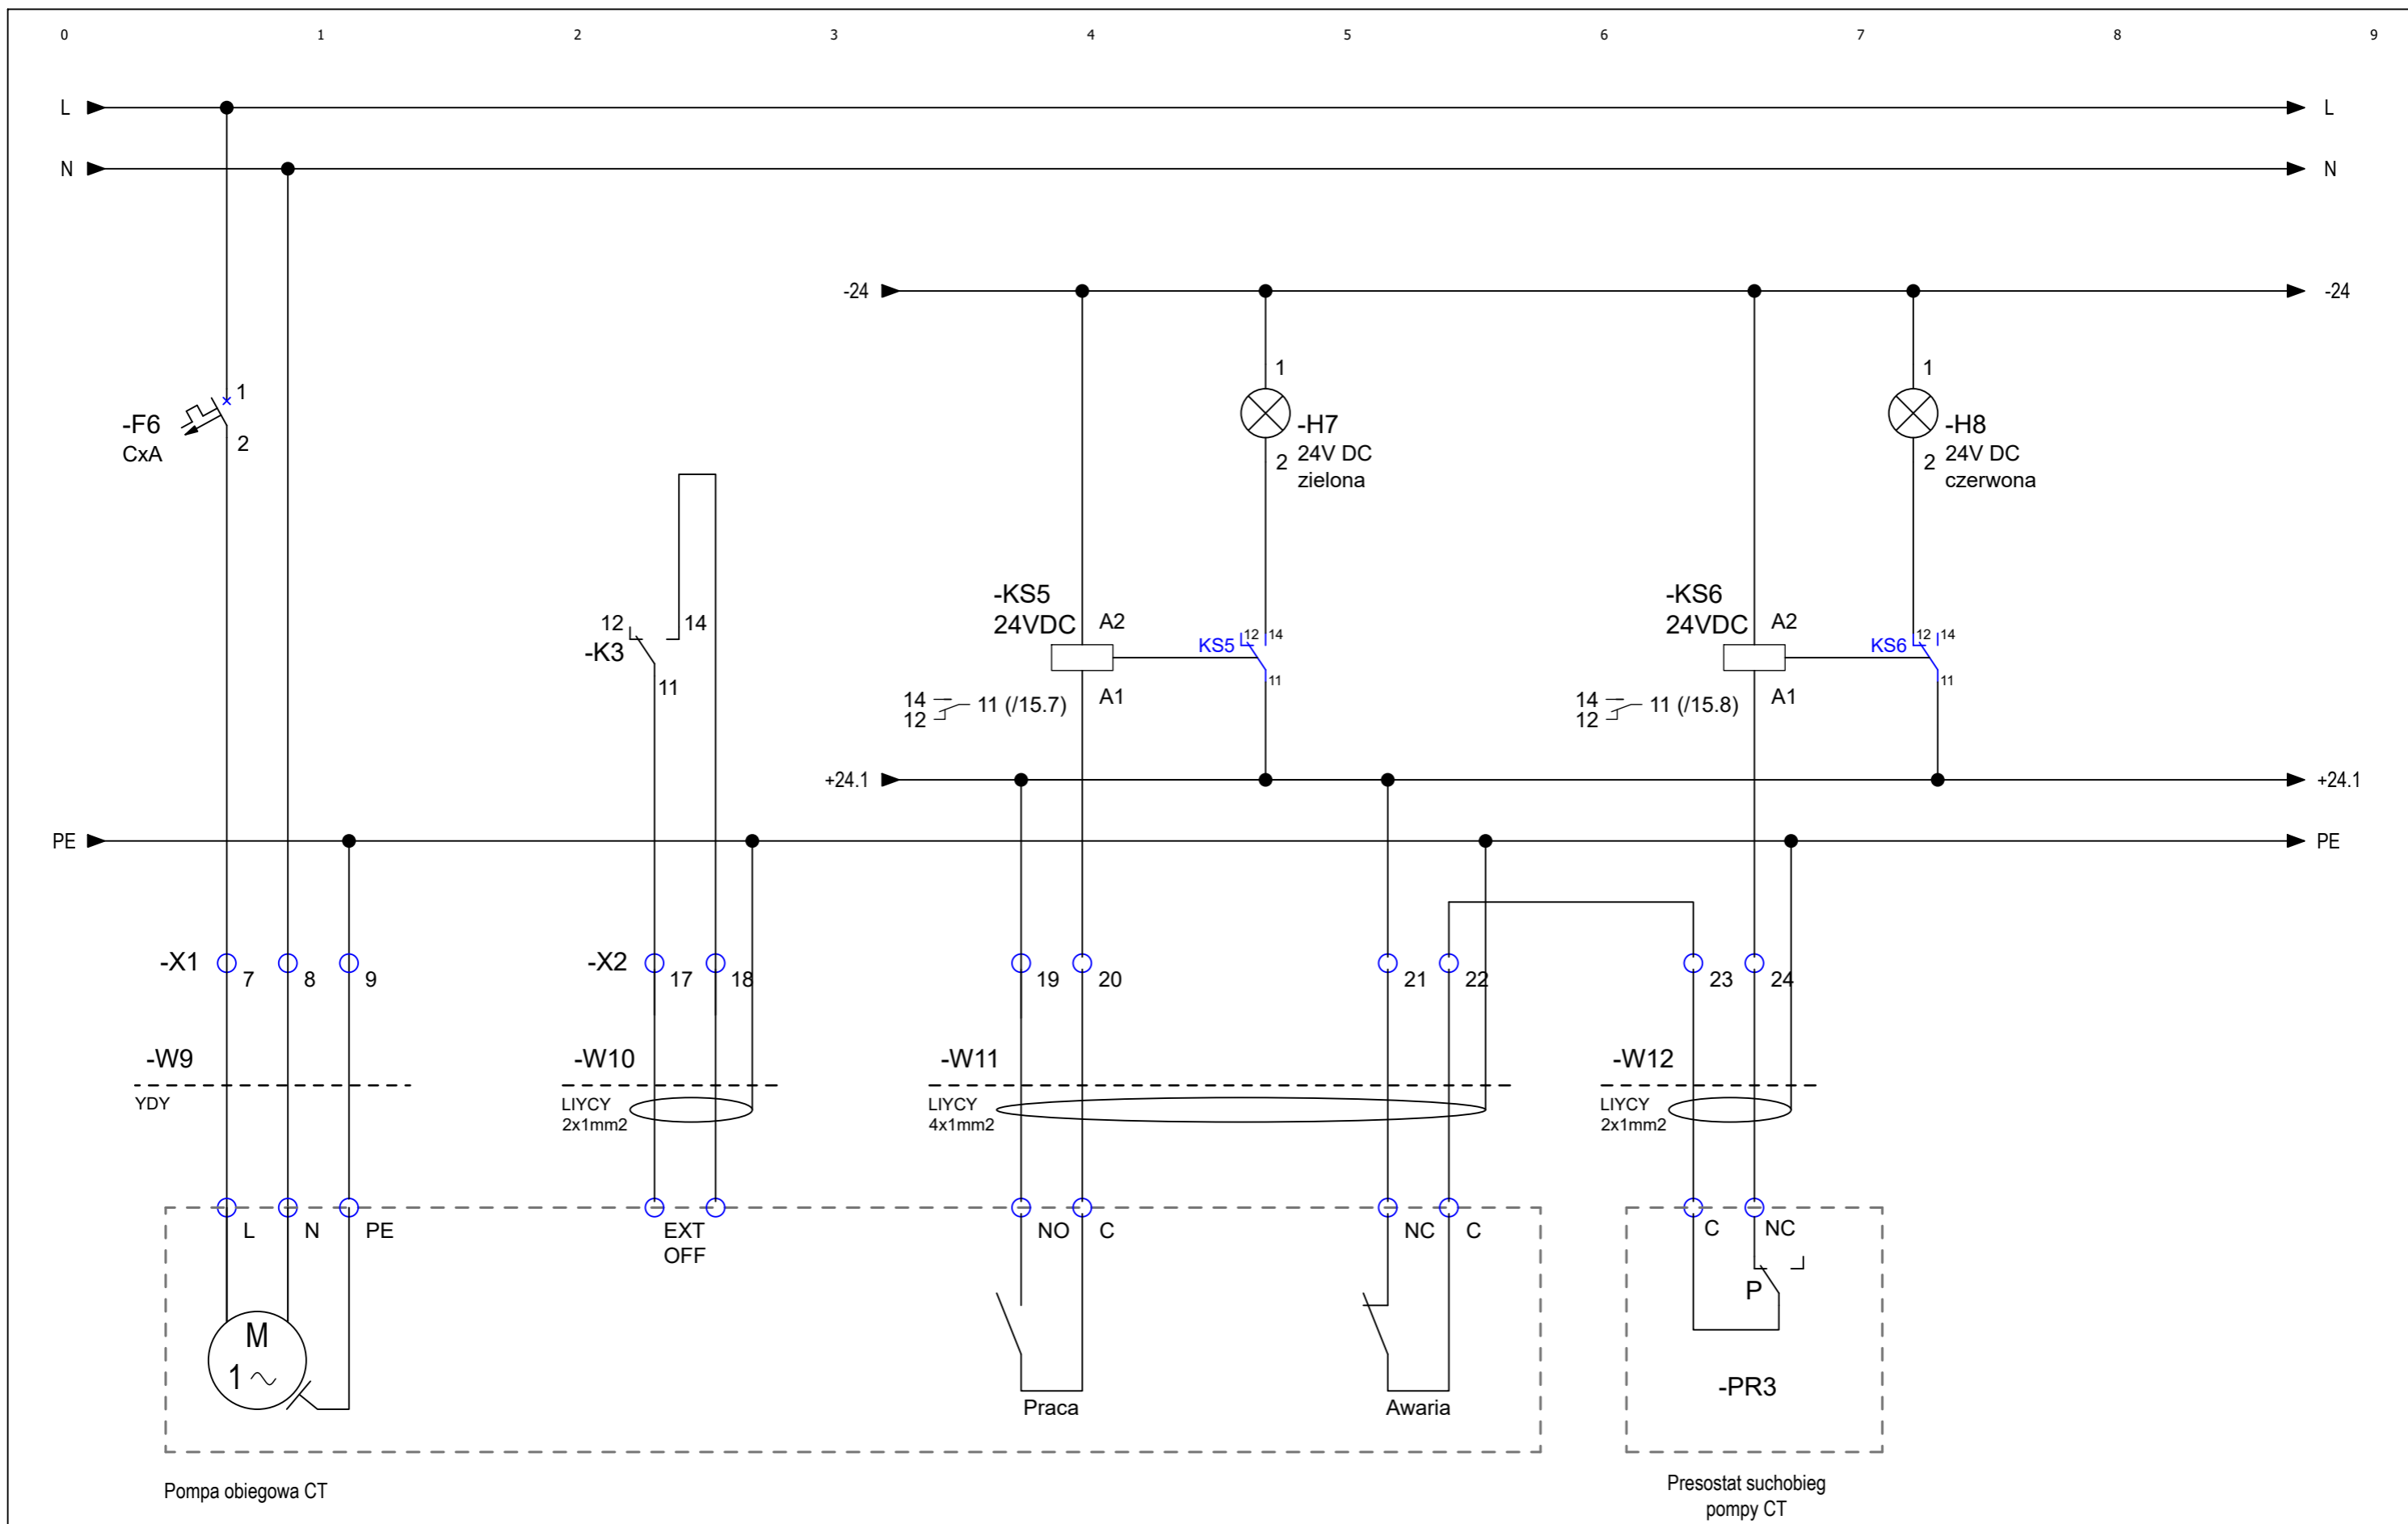 0 1 2 3 4 5 6 7 8 9
L L
N N
-24 -24
1 1
-F6 -H7 -H8
CxA 2 24V DC 24V DC
2 2
zielona czerwona
-KS5 -KS6
12 14 24VDC A2 KS5 12 14 24VDC A2 KS6 12 14
-K3
11 11 11
14 11 (/15.7) A1 14 11 (/15.8) A1
12 12
+24.1 +24.1
PE PE
-X1 7 8 9 -X2 17 18 19 20 21 22 23 24
-W9 -W10 -W11 -W12
YDY LIYCY LIYCY LIYCY
2x1mm2 4x1mm2 2x1mm2
L N PE EXT NO C NC C C NC
OFF
P
M
1
-PR3
Praca Awaria
Pompa obiegowa CT
Presostat suchobieg
pompy CT